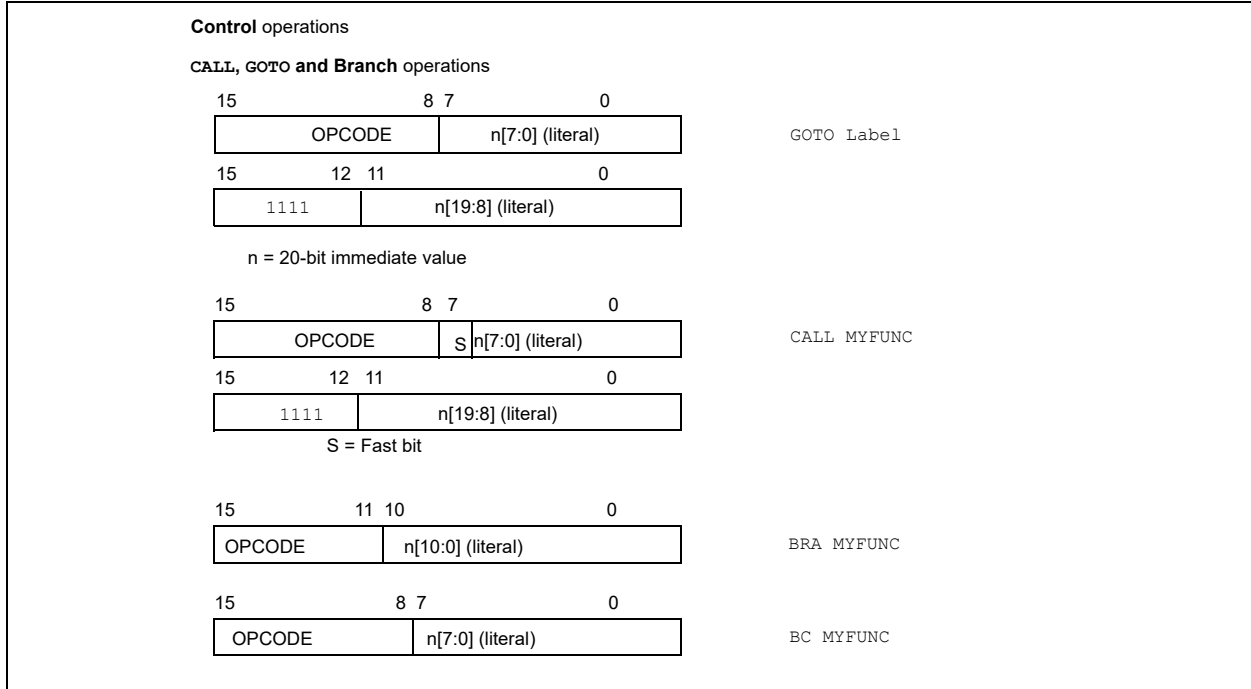 Control operations
CALL, GOTO and Branch operations
15 8 7 0
OPCODE n[7:0] (literal) GOTO Label
15 12 11 0
1111 n[19:8] (literal)
n = 20-bit immediate value
15 8 7 0
OPCODE S n[7:0] (literal) CALL MYFUNC
15 12 11 0
1111 n[19:8] (literal)
S = Fast bit
15 11 10 0
OPCODE n[10:0] (literal) BRA MYFUNC
15 8 7 0
OPCODE n[7:0] (literal) BC MYFUNC